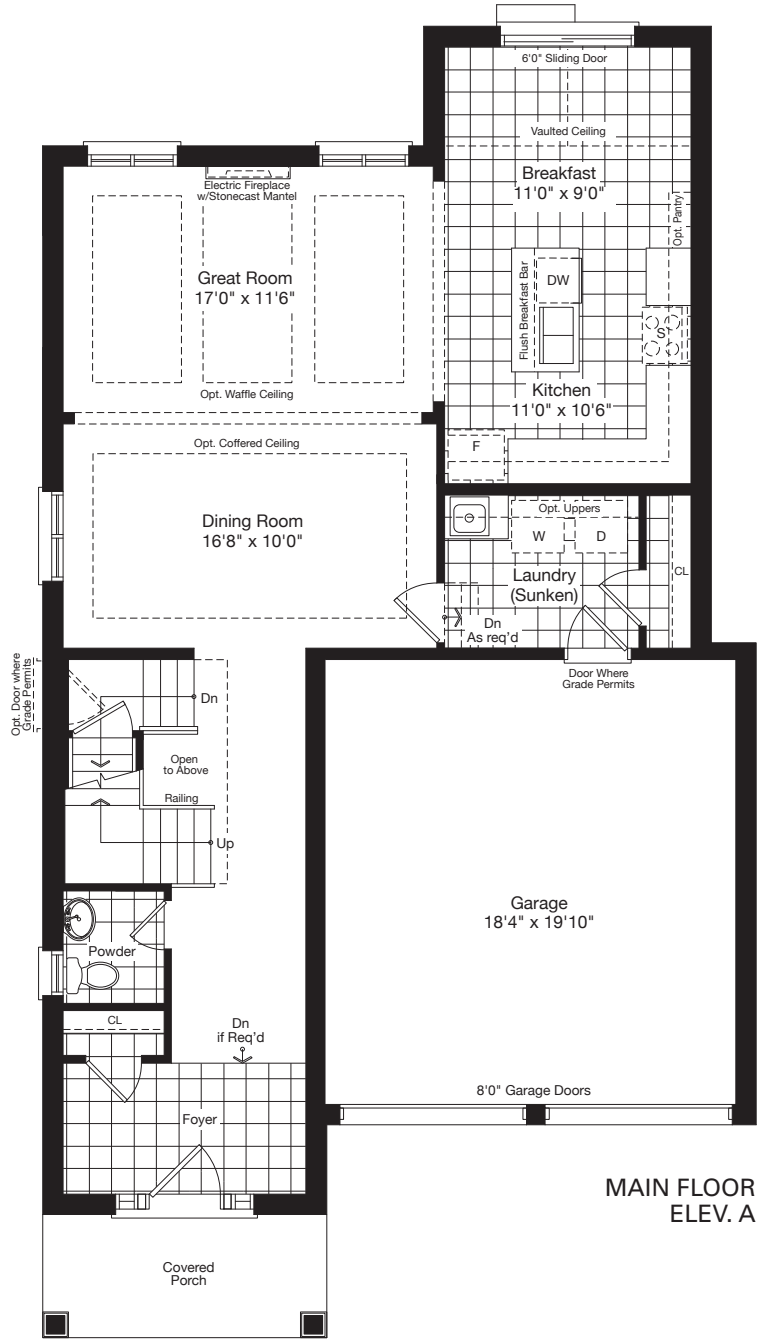 6'0" Sliding Door
Vaulted Ceiling
Breakfast
11'0" x 9'0"
Electric Fireplace
w/Stonecast Mantel
Opt. Pantry
Great Room
17'0" x 11'6"
Flush Breakfast Bar
DW
S
Opt. Waffle Ceiling
Kitchen
11'0" x 10'6"
Opt. Coffered Ceiling
F
Dining Room
16'8" x 10'0"
Opt. Uppers
W
D
Laundry
(Sunken)
CL
Dn
As req'd
Opt. Door where
Grade Permits
Door Where
Grade Permits
Dn
Open
to Above
Railing
Up
Garage
18'4" x 19'10"
Powder
CL
Dn
if Req'd
8'0" Garage Doors
Foyer
MAIN FLOOR
ELEV. A
Covered
Porch